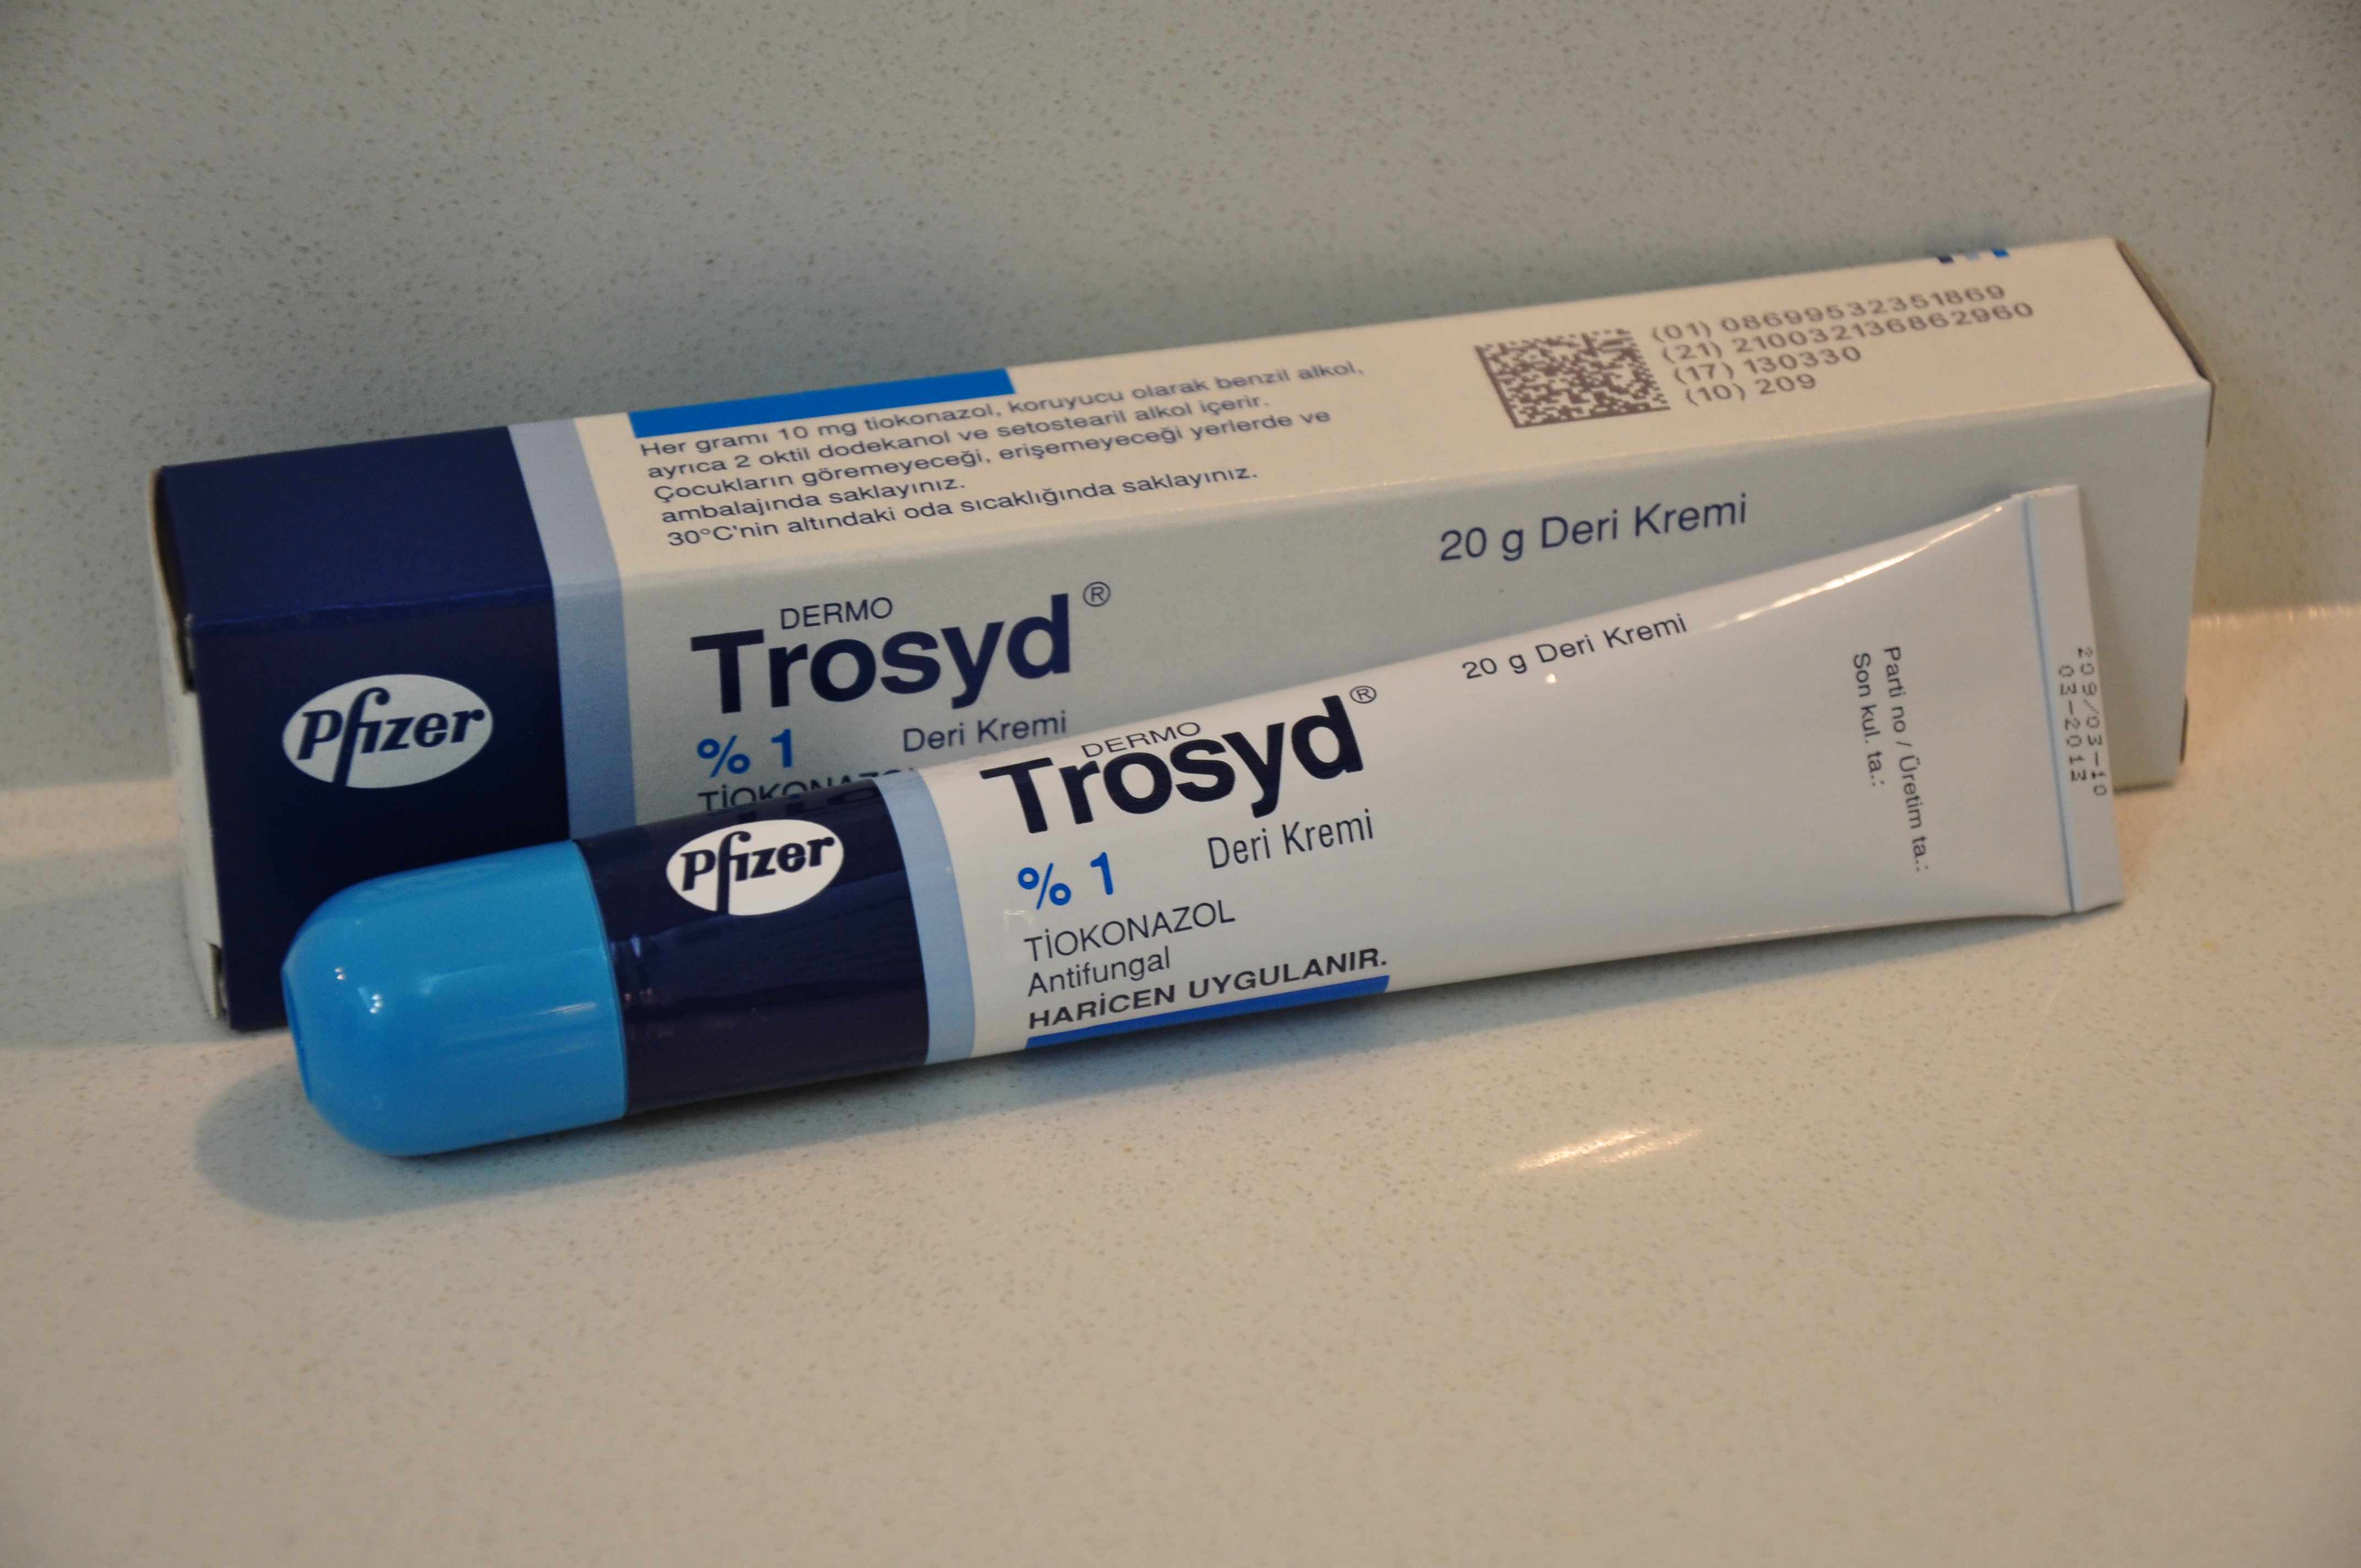 Her gramı 10 mg tiokonazol, koruyucu olarak benzil alkol,
ayrıca 2 oktil dodekanol ve setostearil alkol içerir.
Çocukların göremeyeceği, erişemeyeceği yerlerde ve
ambalajında saklayınız.
30°C'nin altındaki oda sıcaklığında saklayınız.
(01) 08699532351869
(21) 210032136862960
(17) 130330
(10) 209
Pfizer
DERMO
Trosyd®
% 1 Deri Kremi
20 g Deri Kremi
Pfizer
DERMO
Trosyd®
% 1 Deri Kremi
TİOKONAZOL
Antifungal
HARİCEN UYGULANIR.
20 g Deri Kremi
Parti no / Üretim ta.:
Son kul. ta.:
209/03-10
03-2013